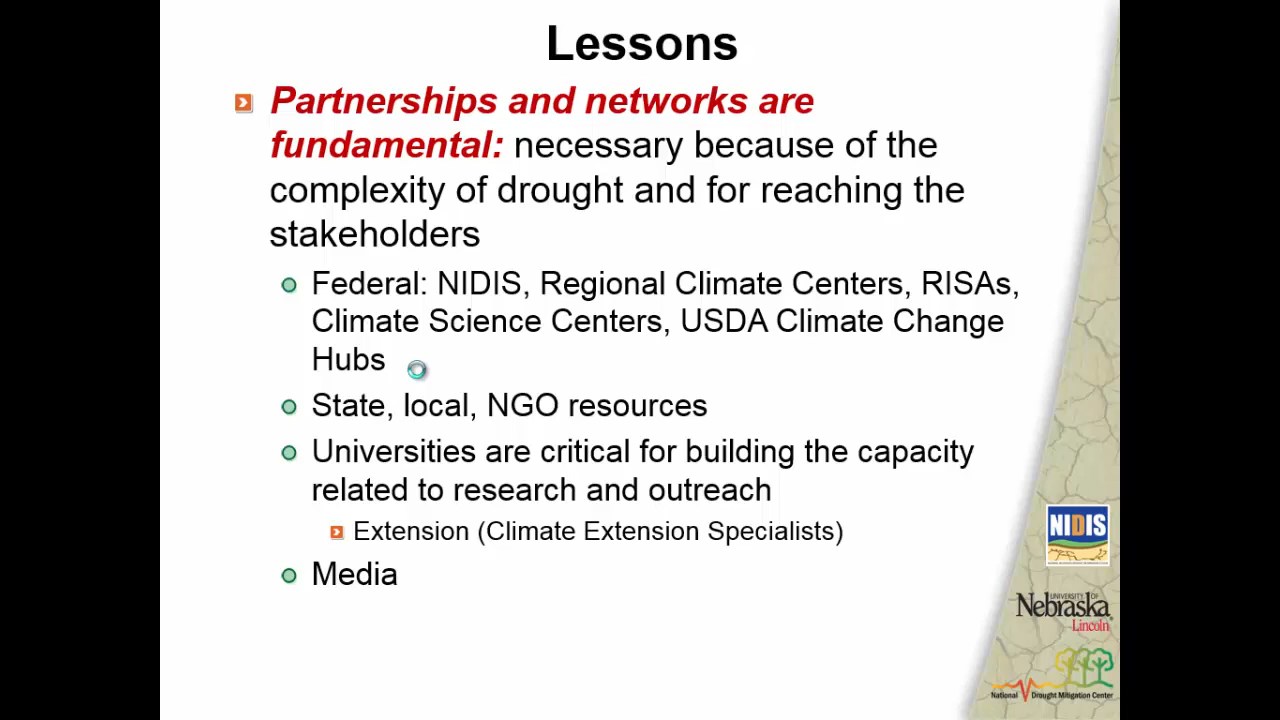 Lessons
Partnerships and networks are
fundamental: necessary because of the
complexity of drought and for reaching the
stakeholders
Federal: NIDIS, Regional Climate Centers, RISAs,
Climate Science Centers, USDA Climate Change
Hubs
State, local, NGO resources
Universities are critical for building the capacity
related to research and outreach
Extension (Climate Extension Specialists)
Media
NIDIS
UNIVERSITY OF
Nebraska
Lincoln
National Drought Mitigation Center